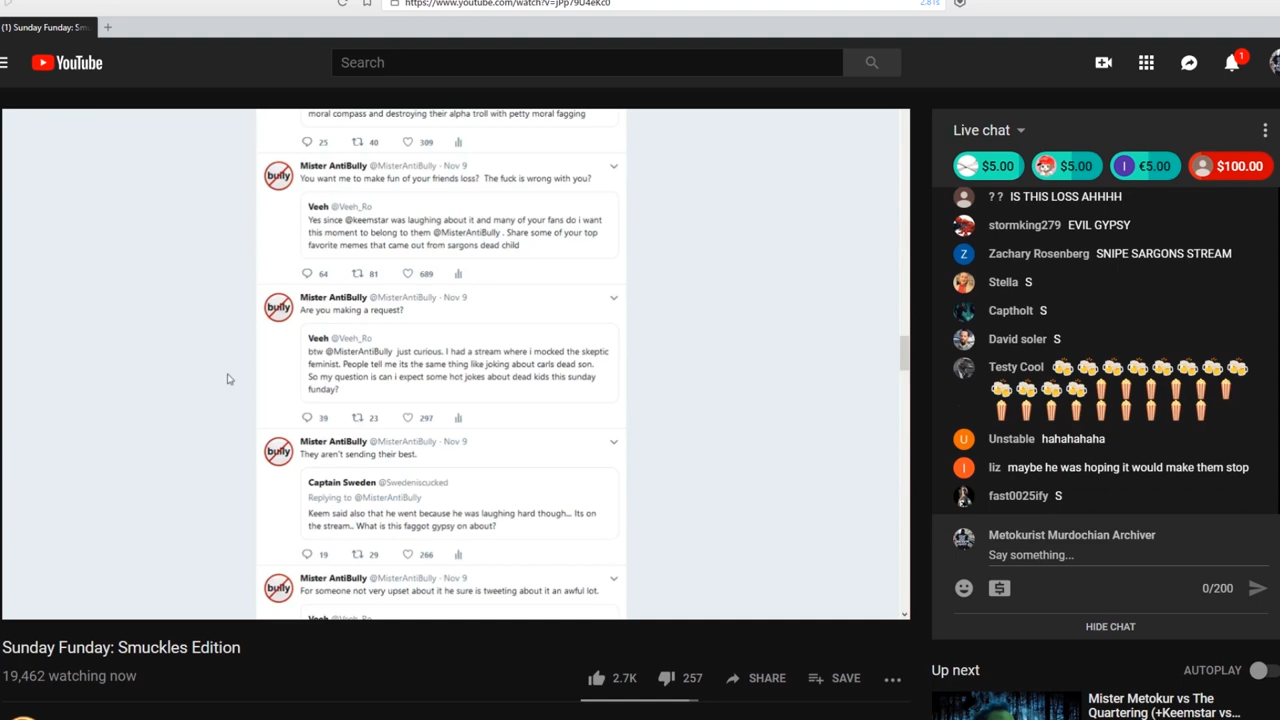 https://www.youtube.com/watch?v=jPp79U4eKc0
2.81s
(1) Sunday Funday: Smu
YouTube
Search
1
moral compass and destroying their alpha troll with petty moral fagging
25 40 309
Mister AntiBully @MisterAntiBully · Nov 9
You want me to make fun of your friends loss? The fuck is wrong with you?
Veeh @Veeh_Ro
Yes since @keemstar was laughing about it and many of your fans do i want
this moment to belong to them @MisterAntiBully . Share some of your top
favorite memes that came out from sargons dead child
64 81 689
Mister AntiBully @MisterAntiBully · Nov 9
Are you making a request?
Veeh @Veeh_Ro
btw @MisterAntiBully just curious. I had a stream where i mocked the skeptic
feminist. People tell me its the same thing like joking about carls dead son.
So my question is can i expect some hot jokes about dead kids this sunday
funday?
39 23 297
Mister AntiBully @MisterAntiBully · Nov 9
They aren't sending their best.
Captain Sweden @Swedeniscucked
Replying to @MisterAntiBully
Keem said also that he went because he was laughing hard though... Its on
the stream.. What is this faggot gypsy on about?
19 29 266
Mister AntiBully @MisterAntiBully · Nov 9
For someone not very upset about it he sure is tweeting about it an awful lot.
Veeh @Veeh_Ro
bully
bully
bully
bully
Sunday Funday: Smuckles Edition
19,462 watching now
2.7K 257 SHARE SAVE
Live chat
$5.00 $5.00 I €5.00 $100.00
? ? IS THIS LOSS AHHHH
stormking279 EVIL GYPSY
Z Zachary Rosenberg SNIPE SARGONS STREAM
Stella S
Captholt S
David soler S
Testy Cool
U Unstable hahahahaha
l liz maybe he was hoping it would make them stop
fast0025ify S
Metokurist Murdochian Archiver
Say something...
0/200
HIDE CHAT
Up next AUTOPLAY
Mister Metokur vs The
Quartering (+Keemstar vs...